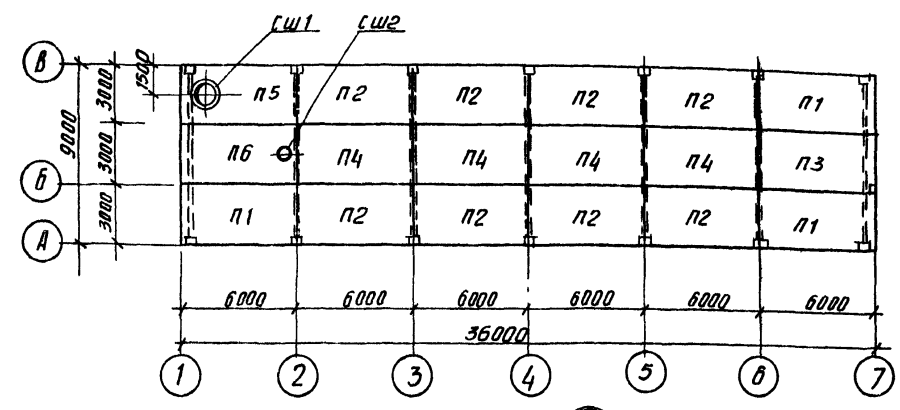 СШ1 СШ2
В
1500
3000
П5 П2 П2 П2 П2 П1
9000
3000
П6 П4 П4 П4 П4 П3
Б
3000
П1 П2 П2 П2 П2 П1
А
6000 6000 6000 6000 6000 6000
36000
1 2 3 4 5 6 7